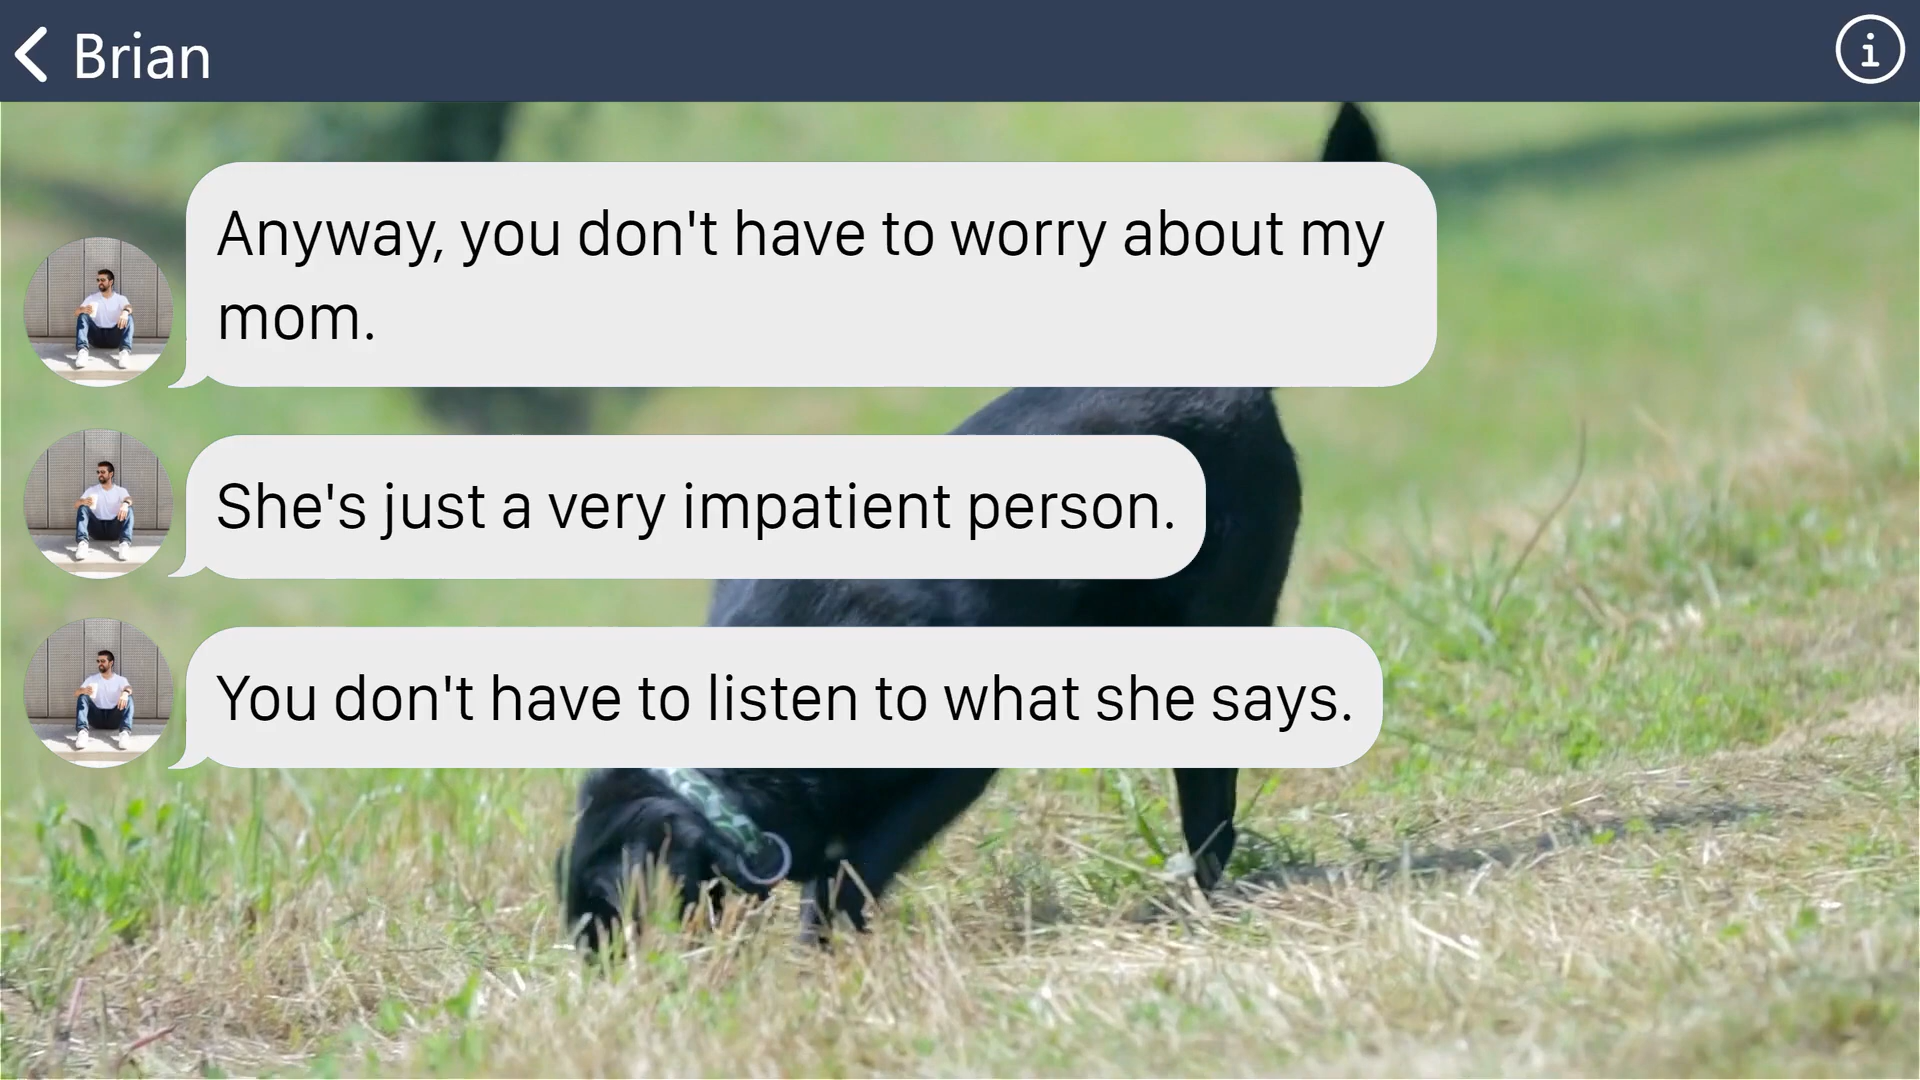 Brian
Anyway, you don't have to worry about my
mom.
She's just a very impatient person.
You don't have to listen to what she says.